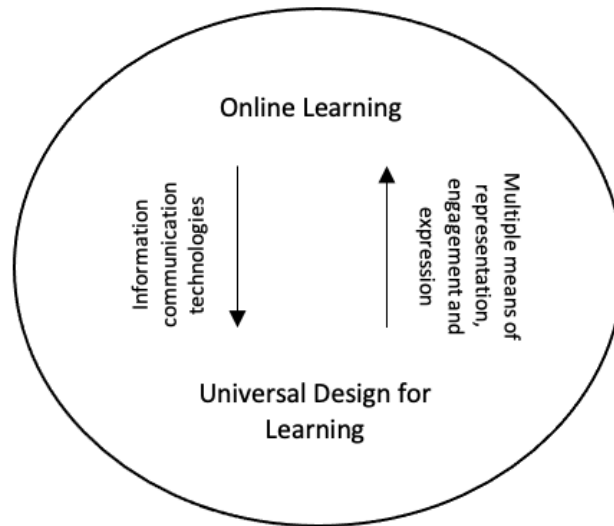 Online Learning
Information
communication
technologies
Multiple means of
representation,
engagement and
expression
Universal Design for
Learning